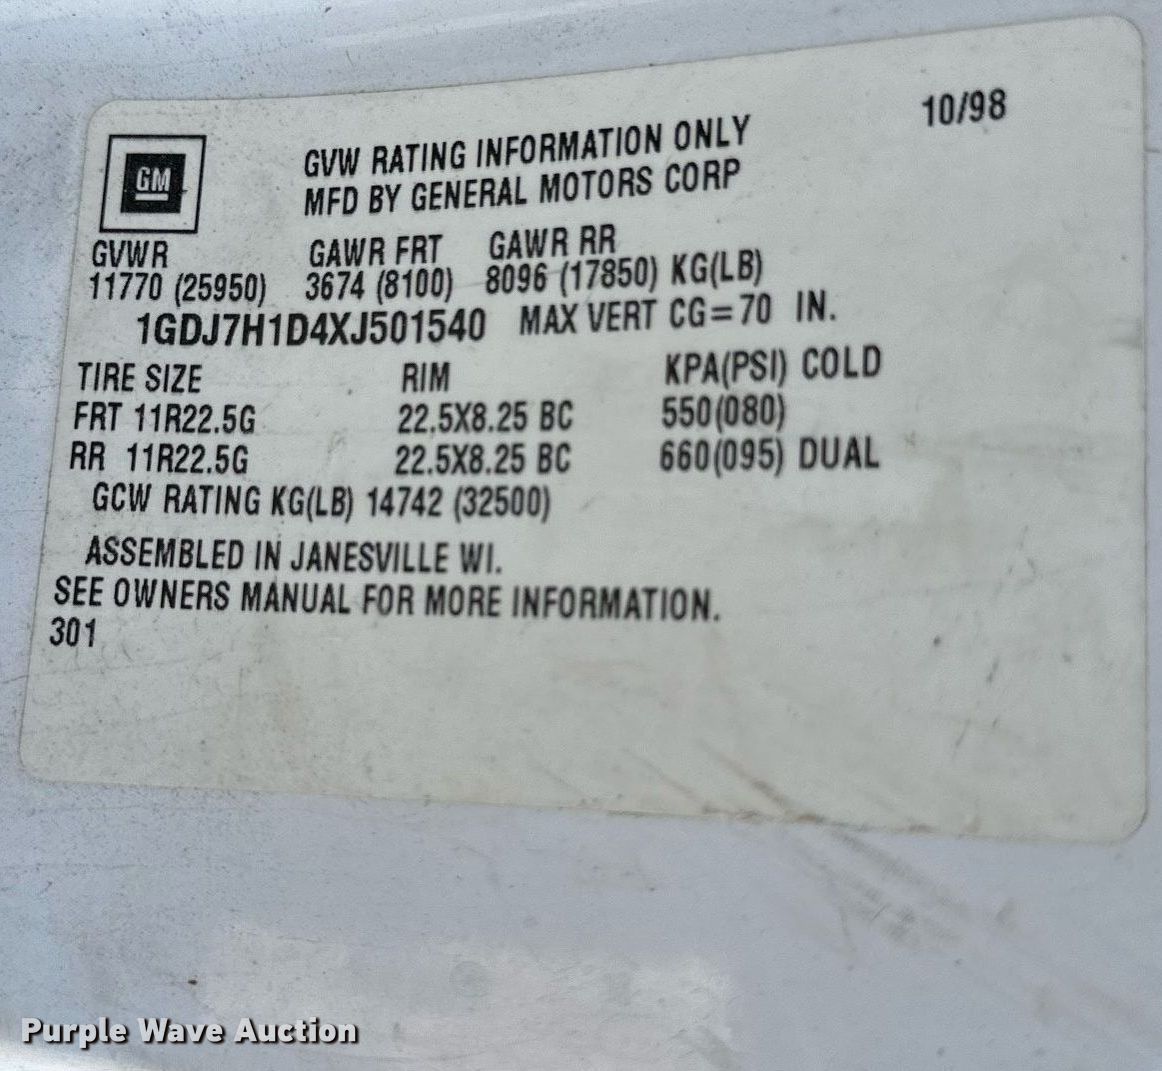 10/98
GM
GVW RATING INFORMATION ONLY
MFD BY GENERAL MOTORS CORP
GVWR GAWR FRT GAWR RR
11770 (25950) 3674 (8100) 8096 (17850) KG(LB)
1GDJ7H1D4XJ501540 MAX VERT CG=70 IN.
TIRE SIZE RIM KPA(PSI) COLD
FRT 11R22.5G 22.5X8.25 BC 550(080)
RR 11R22.5G 22.5X8.25 BC 660(095) DUAL
GCW RATING KG(LB) 14742 (32500)
ASSEMBLED IN JANESVILLE WI.
SEE OWNERS MANUAL FOR MORE INFORMATION.
301
Purple Wave Auction